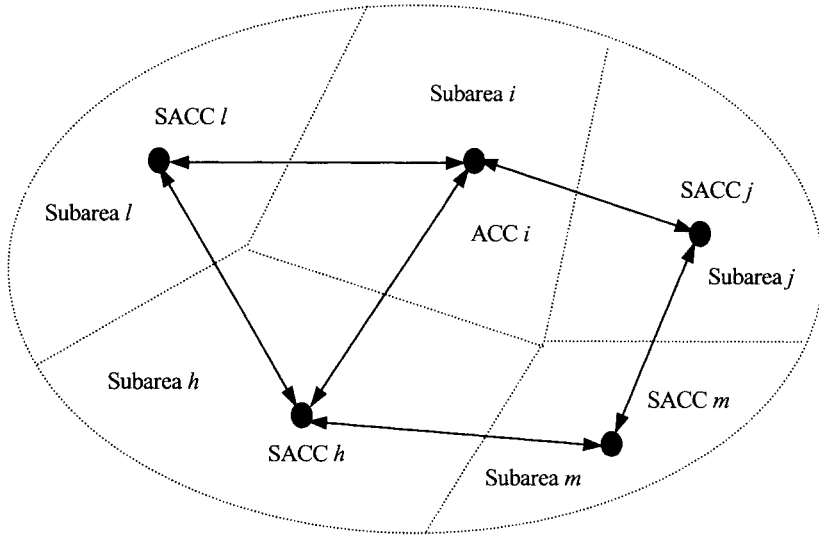 Subarea i
SACC l
SACC j
Subarea l
ACC i
Subarea j
Subarea h
SACC m
SACC h
Subarea m